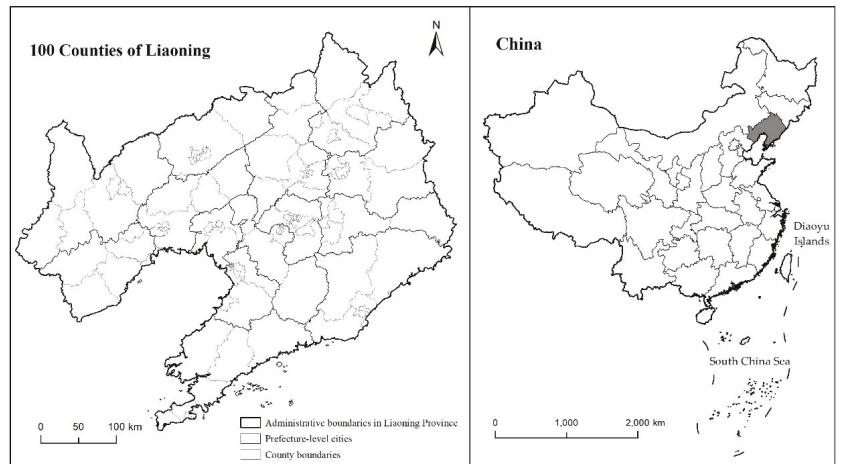 100 Counties of Liaoning
N
0 50 100 km
Administrative boundaries in Liaoning Province
Prefecture-level cities
County boundaries
China
Diaoyu
Islands
South China Sea
0 1,000 2,000 km